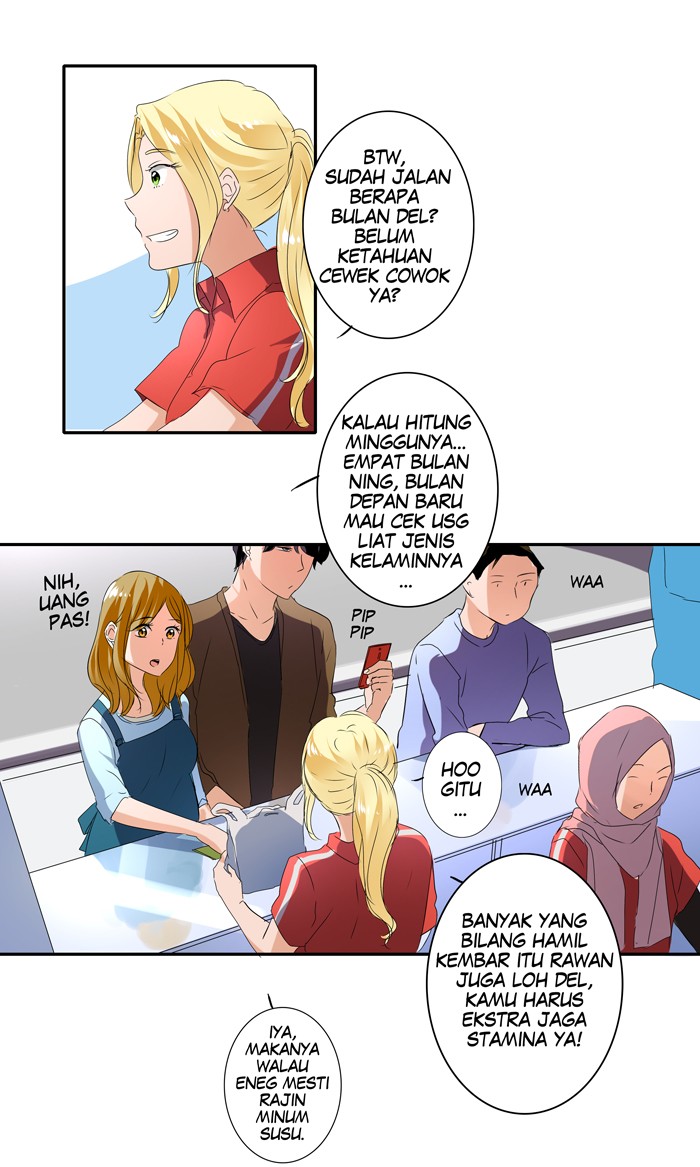 BTW,
SUDAH JALAN
BERAPA
BULAN DEL?
BELUM
KETAHUAN
CEWEK COWOK
YA?
KALAU HITUNG
MINGGUNYA...
EMPAT BULAN
NING, BULAN
DEPAN BARU
MAU CEK USG
LIAT JENIS
KELAMINNYA
...
NIH,
UANG
PAS!
PIP
PIP
WAA
HOO
GITU
...
WAA
BANYAK YANG
BILANG HAMIL
KEMBAR ITU RAWAN
JUGA LOH DEL,
KAMU HARUS
EKSTRA JAGA
STAMINA YA!
IYA,
MAKANYA
WALAU
ENEG MESTI
RAJIN
MINUM
SUSU.